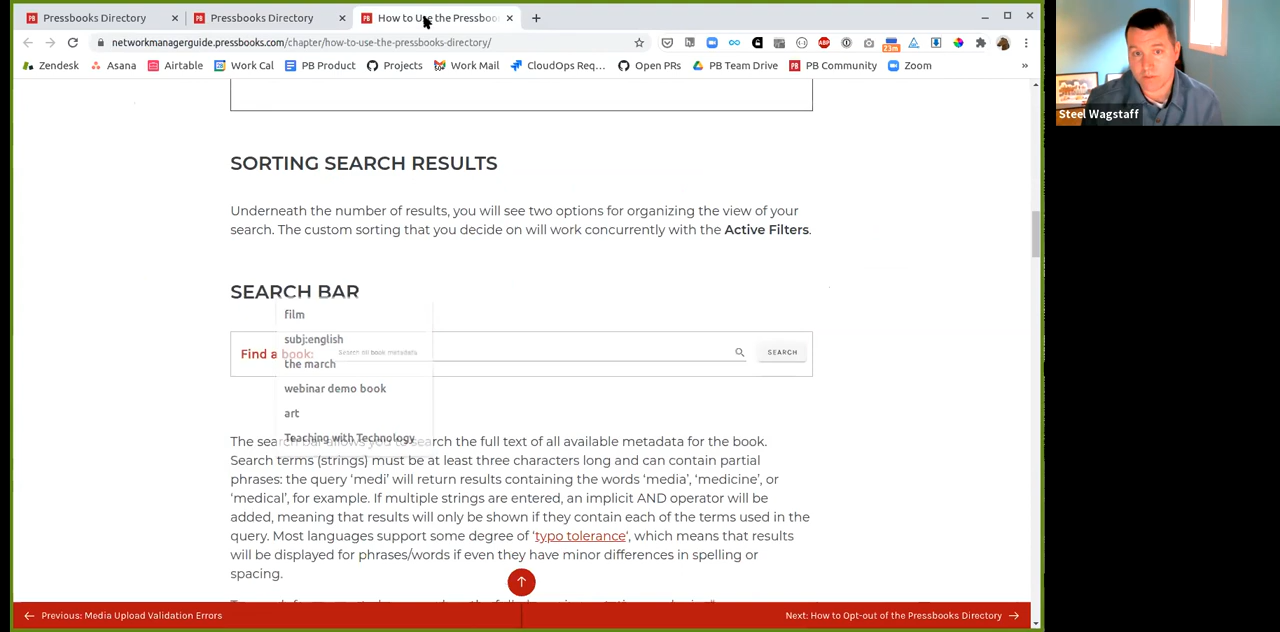 Pressbooks Directory
Pressbooks Directory
How to Use the Pressboo
networkmanagerguide.pressbooks.com/chapter/how-to-use-the-pressbooks-directory/
23m
ABP
Zendesk Asana Airtable Work Cal PB Product Projects Work Mail CloudOps Req... Open PRs PB Team Drive PB Community Zoom »
Steel Wagstaff
SORTING SEARCH RESULTS
Underneath the number of results, you will see two options for organizing the view of your
search. The custom sorting that you decide on will work concurrently with the Active Filters.
SEARCH BAR
film
subj:english
Find a book: Search all book metadata SEARCH
the march
webinar demo book
art
Teaching with Technology
The search bar allows you to search the full text of all available metadata for the book.
Search terms (strings) must be at least three characters long and can contain partial
phrases: the query ‘medi’ will return results containing the words ‘media’, ‘medicine’, or
‘medical’, for example. If multiple strings are entered, an implicit AND operator will be
added, meaning that results will only be shown if they contain each of the terms used in the
query. Most languages support some degree of ‘typo tolerance’, which means that results
will be displayed for phrases/words if even they have minor differences in spelling or
spacing.
Previous: Media Upload Validation Errors
Next: How to Opt-out of the Pressbooks Directory